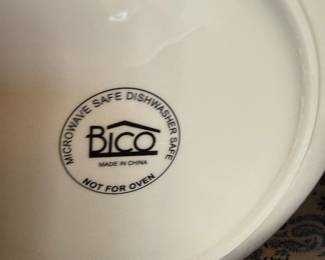 MICROWAVE SAFE DISHWASHER SAFE
BICO
MADE IN CHINA
NOT FOR OVEN